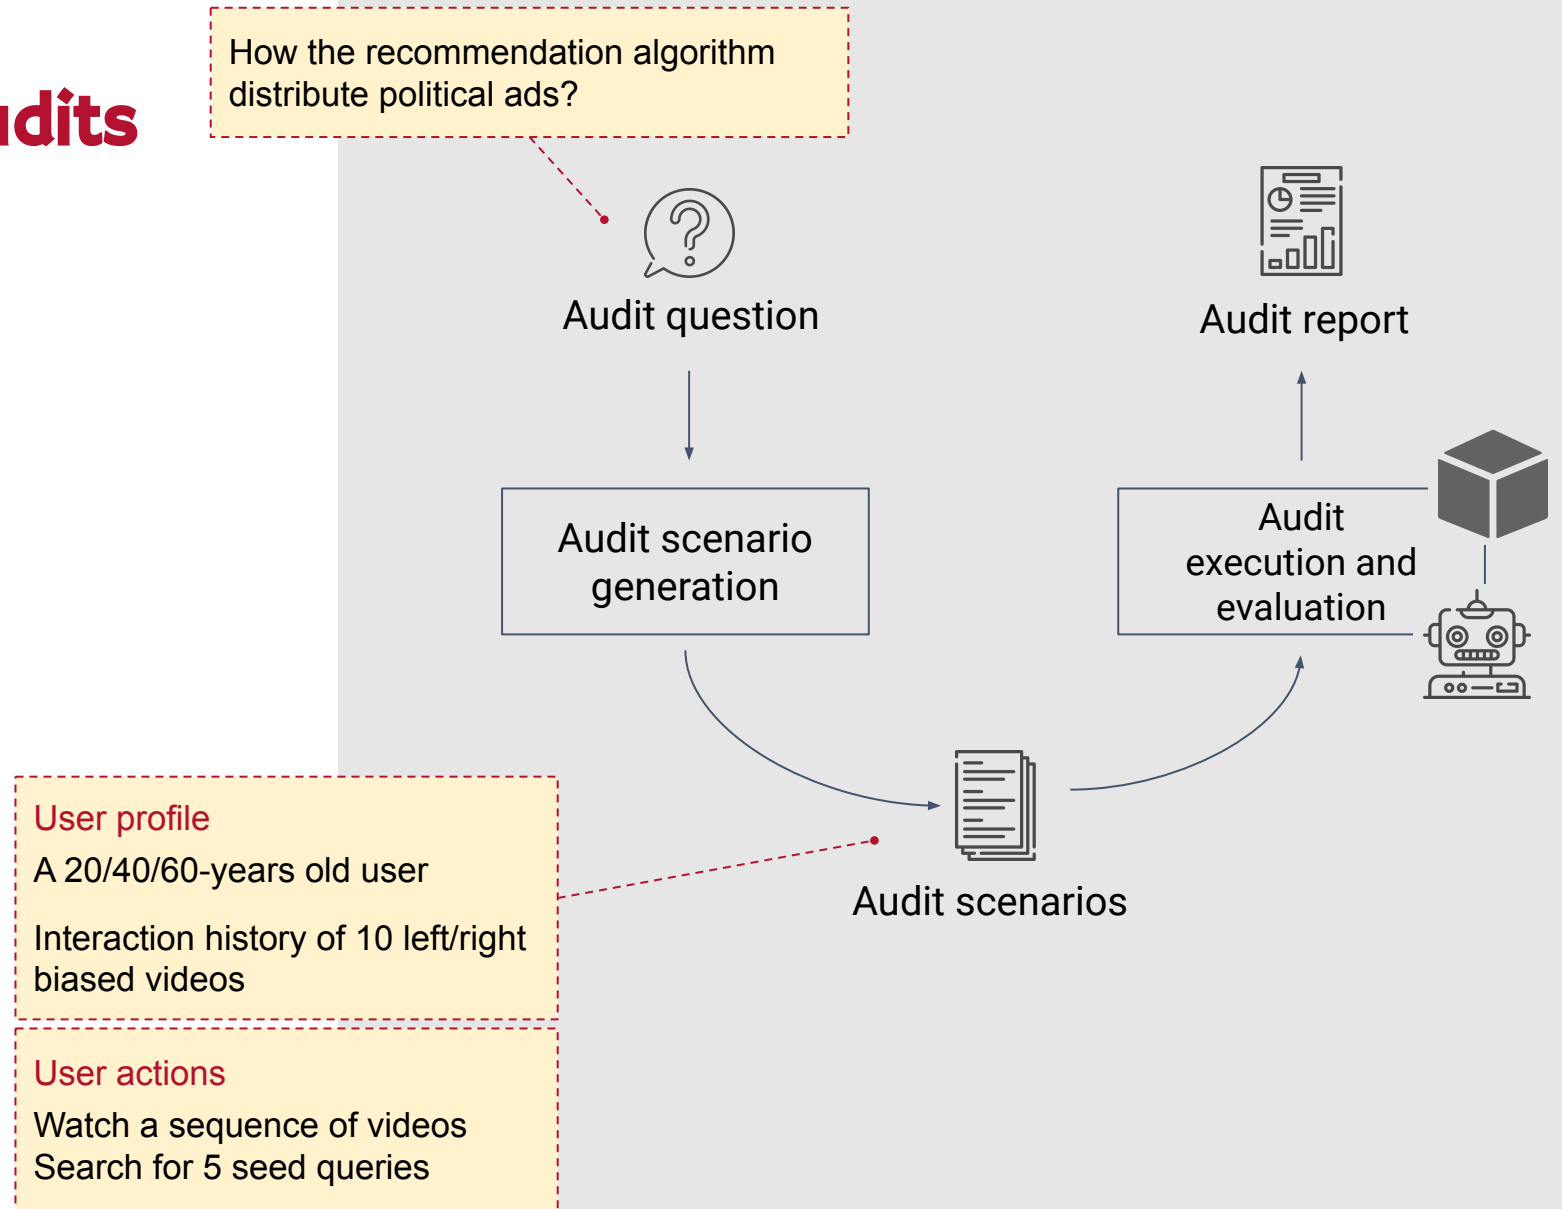 How the recommendation algorithm
distribute political ads?
udits
Audit question
Audit report
Audit scenario
generation
Audit
execution and
evaluation
Audit scenarios
User profile
A 20/40/60-years old user
Interaction history of 10 left/right
biased videos
User actions
Watch a sequence of videos
Search for 5 seed queries